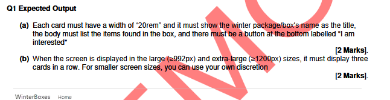 Q1 Expected Output
(a) Each card must have a width of "20rem" and it must show the winter package/box's name as the title,
the body must list the items found in the box, and there must be a button at the bottom labelled "I am
interested"
[2 Marks].
(b) When the screen is displayed in the large (≥992px) and extra-large (≥1200px) sizes, it must display three
cards in a row. For smaller screen sizes, you can use your own discretion
[2 Marks].
WinterBoxes Home